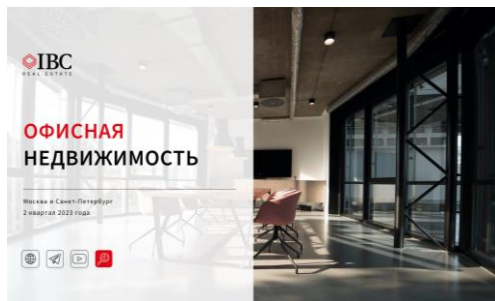 IBC
REAL ESTATE
ОФИСНАЯ
НЕДВИЖИМОСТЬ
Москва и Санкт-Петербург
2 квартал 2023 года